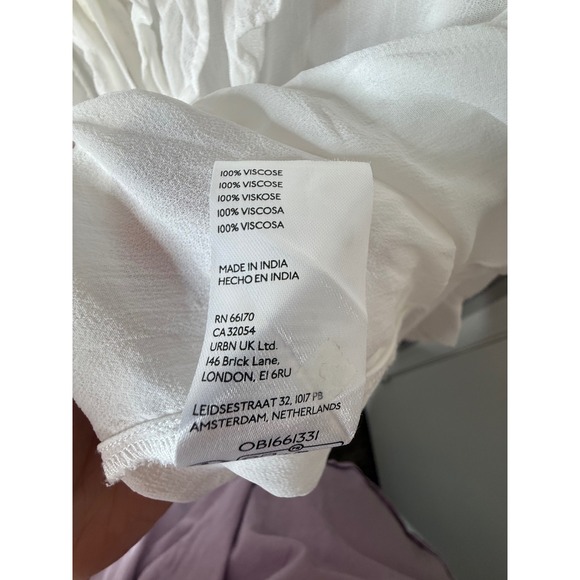 100% VISCOSE
100% VISCOSE
100% VISKOSE
100% VISCOSA
100% VISCOSA
MADE IN INDIA
HECHO EN INDIA
RN 66170
CA 32054
URBN UK Ltd.
146 Brick Lane,
LONDON, E1 6RU
LEIDSESTRAAT 32, 1017 PB
AMSTERDAM, NETHERLANDS
OB1661331